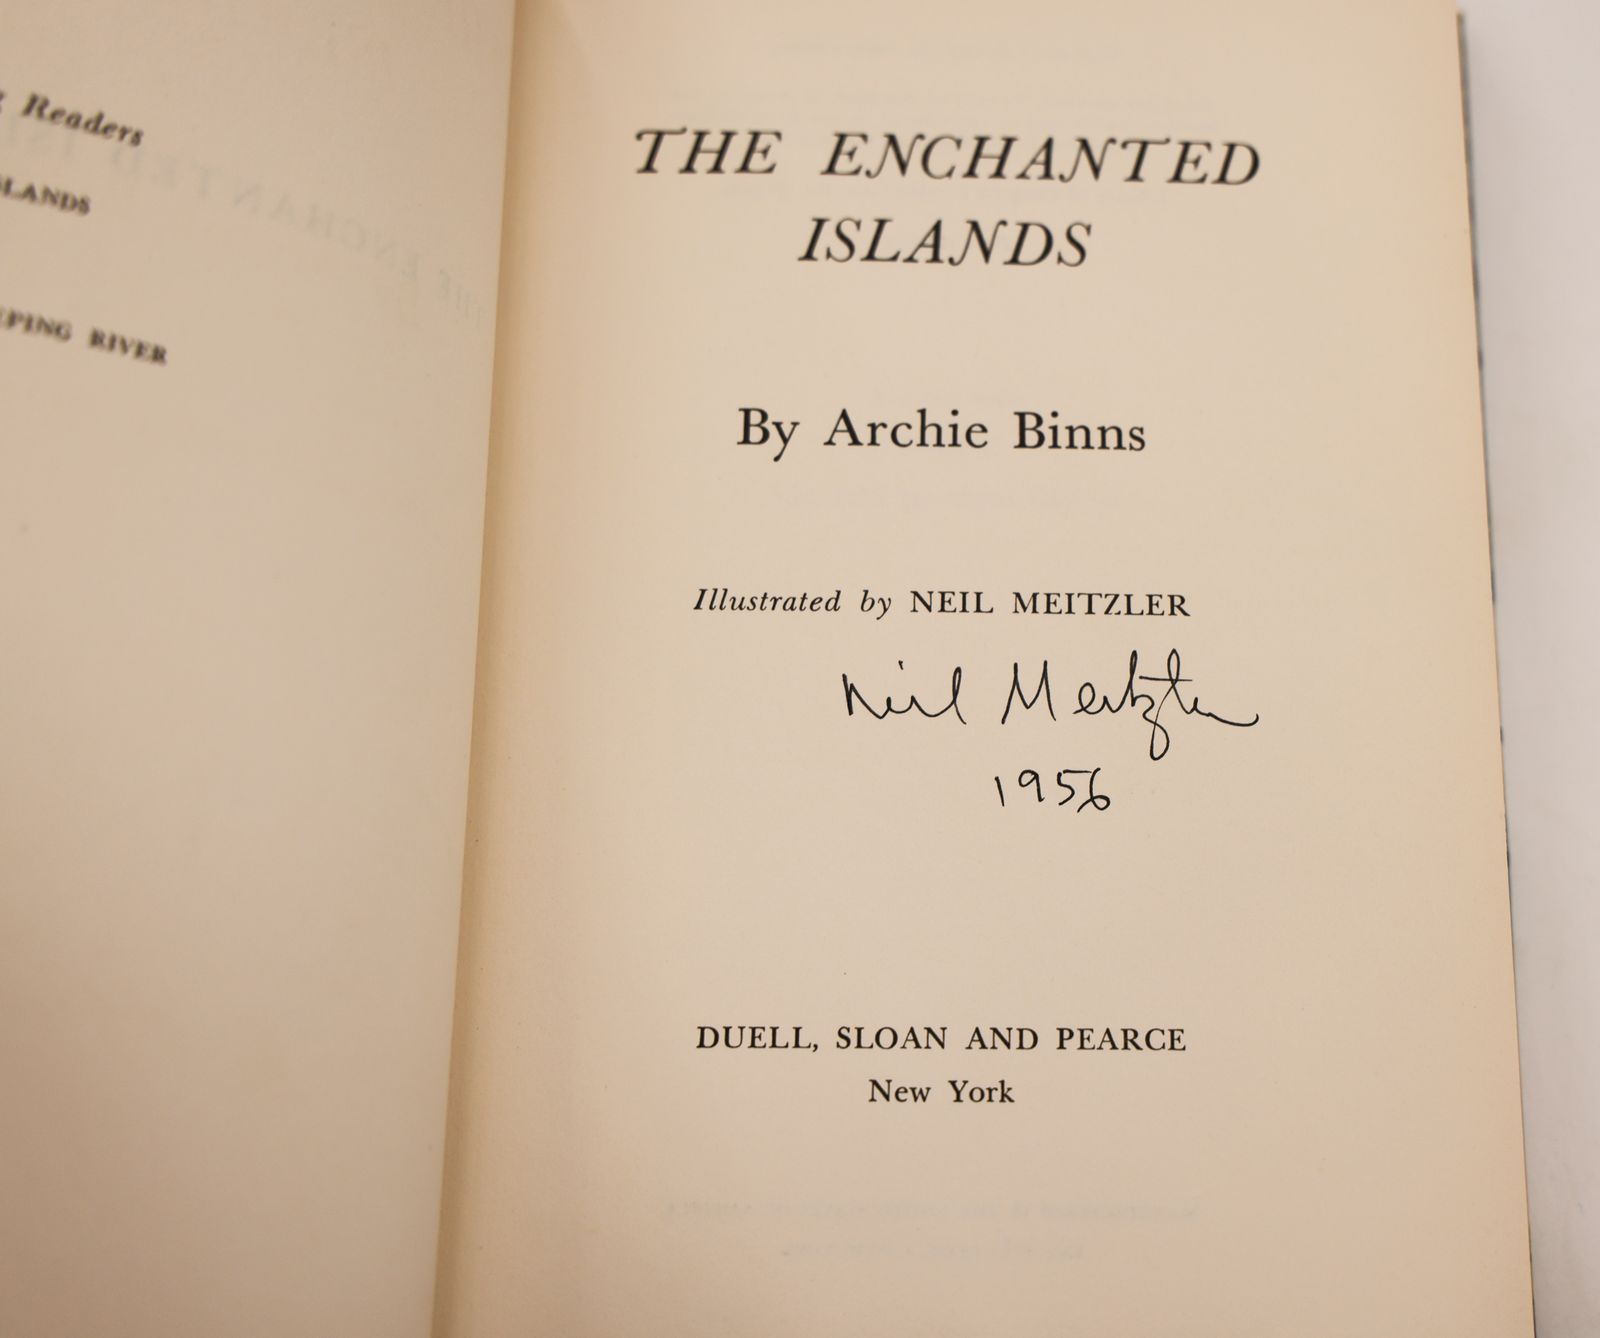 Readers
SLANDS
PING RIVER
THE ENCHANTED
ISLANDS
By Archie Binns
Illustrated by NEIL MEITZLER
Neil Meitzler
1956
DUELL, SLOAN AND PEARCE
New York